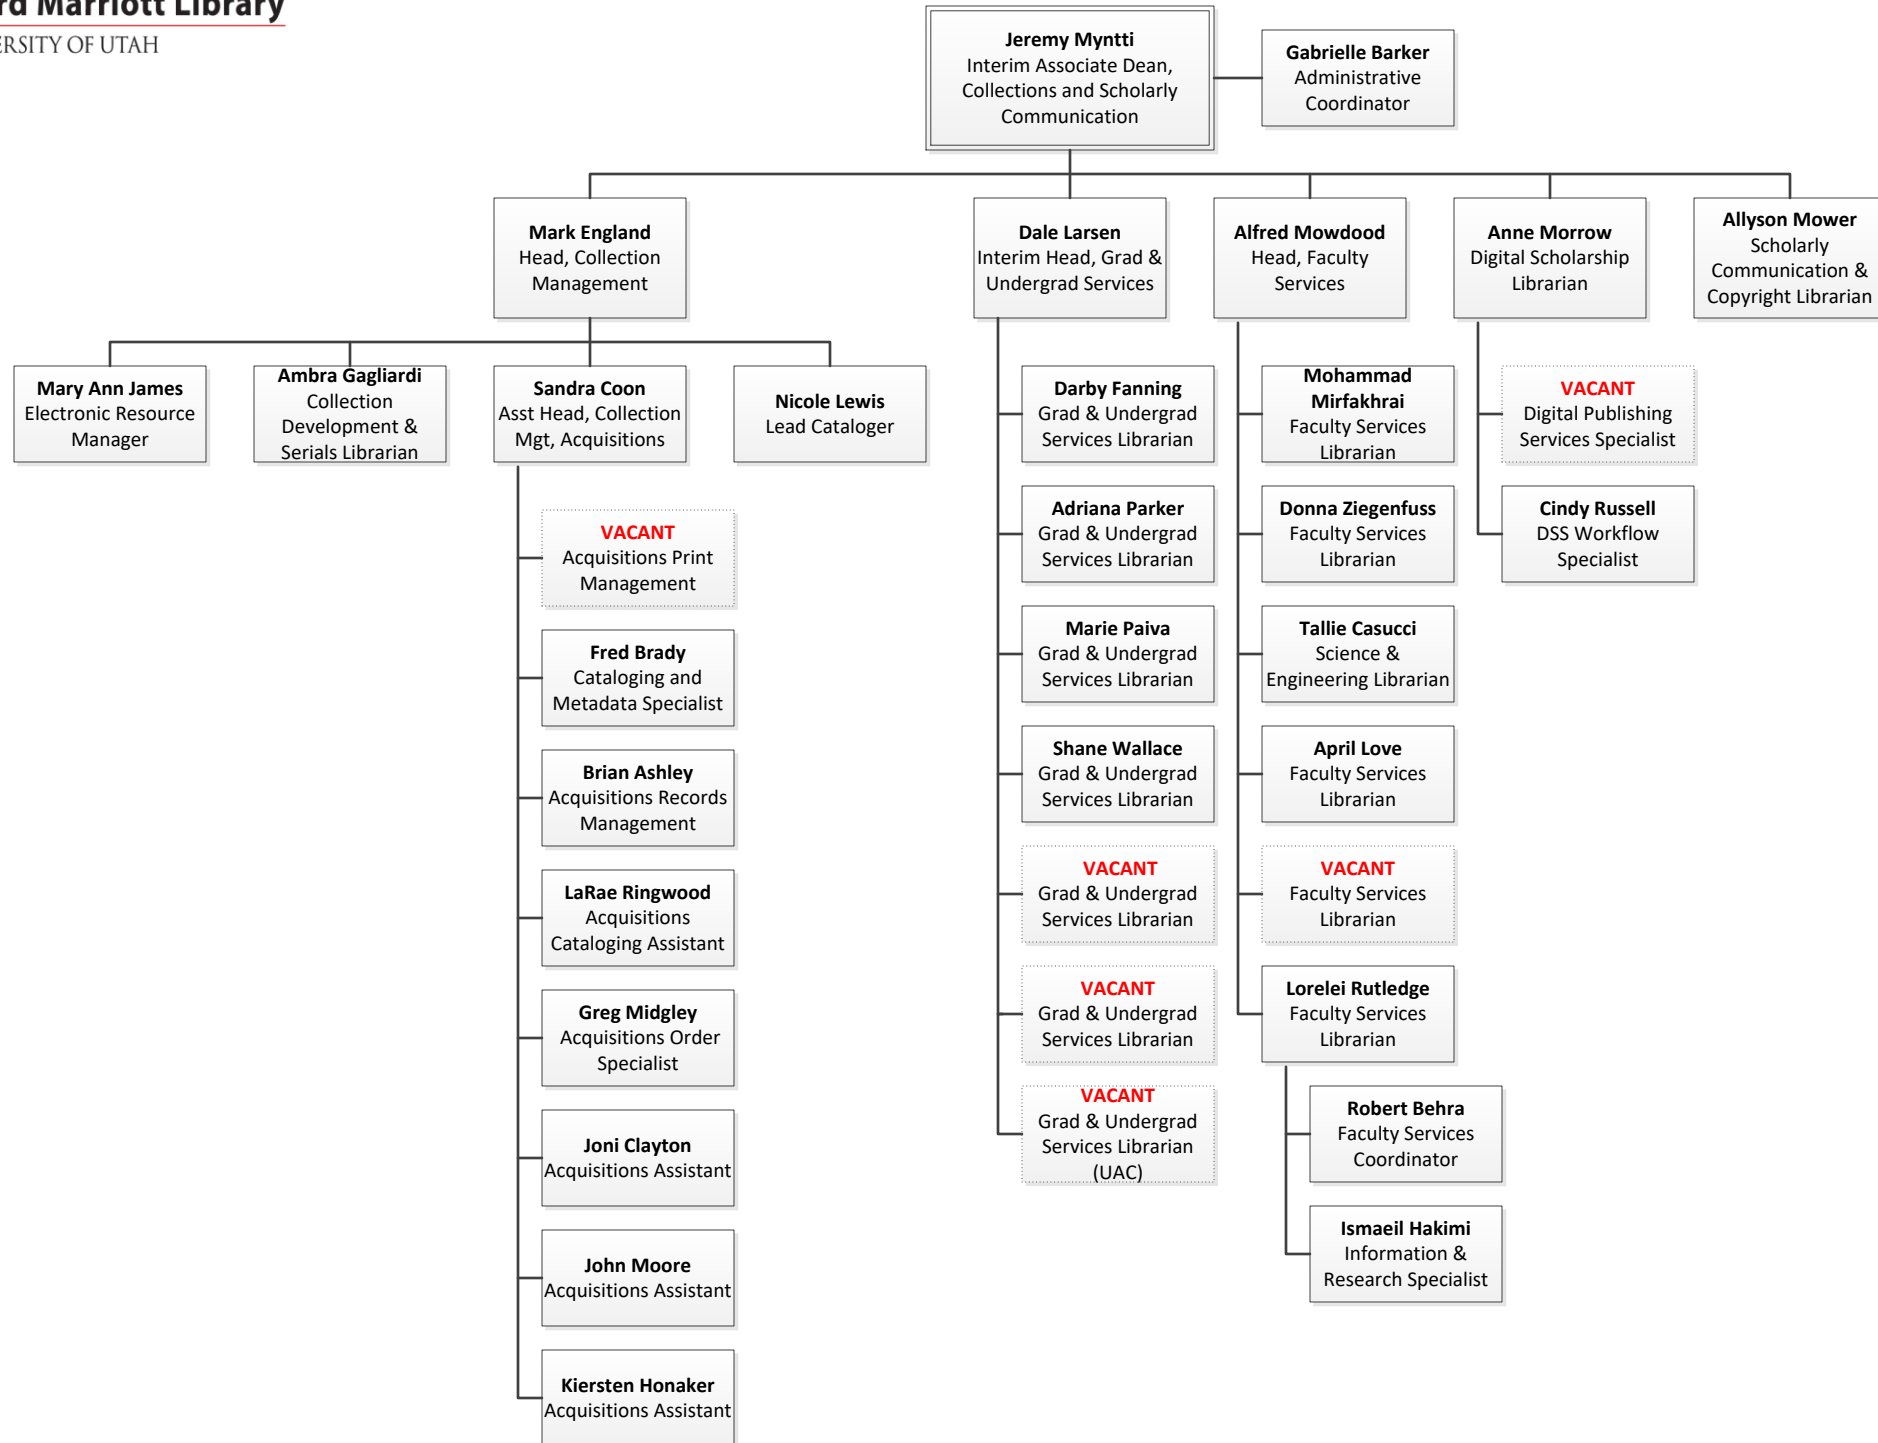 Marriott Library
OF UTAH
Jeremy Myntti
Interim Associate Dean,
Collections and Scholarly
Communication
Gabrielle Barker
Administrative
Coordinator
Mark England
Head, Collection
Management
Dale Larsen
Interim Head, Grad &
Undergrad Services
Alfred Mowdood
Head, Faculty
Services
Anne Morrow
Digital Scholarship
Librarian
Allyson Mower
Scholarly
Communication &
Copyright Librarian
Mary Ann James
Electronic Resource
Manager
Ambra Gagliardi
Collection
Development &
Serials Librarian
Sandra Coon
Asst Head, Collection
Mgt, Acquisitions
Nicole Lewis
Lead Cataloger
VACANT
Acquisitions Print
Management
Fred Brady
Cataloging and
Metadata Specialist
Brian Ashley
Acquisitions Records
Management
LaRae Ringwood
Acquisitions
Cataloging Assistant
Greg Midgley
Acquisitions Order
Specialist
Joni Clayton
Acquisitions Assistant
John Moore
Acquisitions Assistant
Kiersten Honaker
Acquisitions Assistant
Darby Fanning
Grad & Undergrad
Services Librarian
Adriana Parker
Grad & Undergrad
Services Librarian
Marie Paiva
Grad & Undergrad
Services Librarian
Shane Wallace
Grad & Undergrad
Services Librarian
VACANT
Grad & Undergrad
Services Librarian
VACANT
Grad & Undergrad
Services Librarian
VACANT
Grad & Undergrad
Services Librarian
(UAC)
Mohammad
Mirfakhrai
Faculty Services
Librarian
Donna Ziegenfuss
Faculty Services
Librarian
Tallie Casucci
Science &
Engineering Librarian
April Love
Faculty Services
Librarian
VACANT
Faculty Services
Librarian
Lorelei Rutledge
Faculty Services
Librarian
Robert Behra
Faculty Services
Coordinator
Ismaeil Hakimi
Information &
Research Specialist
VACANT
Digital Publishing
Services Specialist
Cindy Russell
DSS Workflow
Specialist